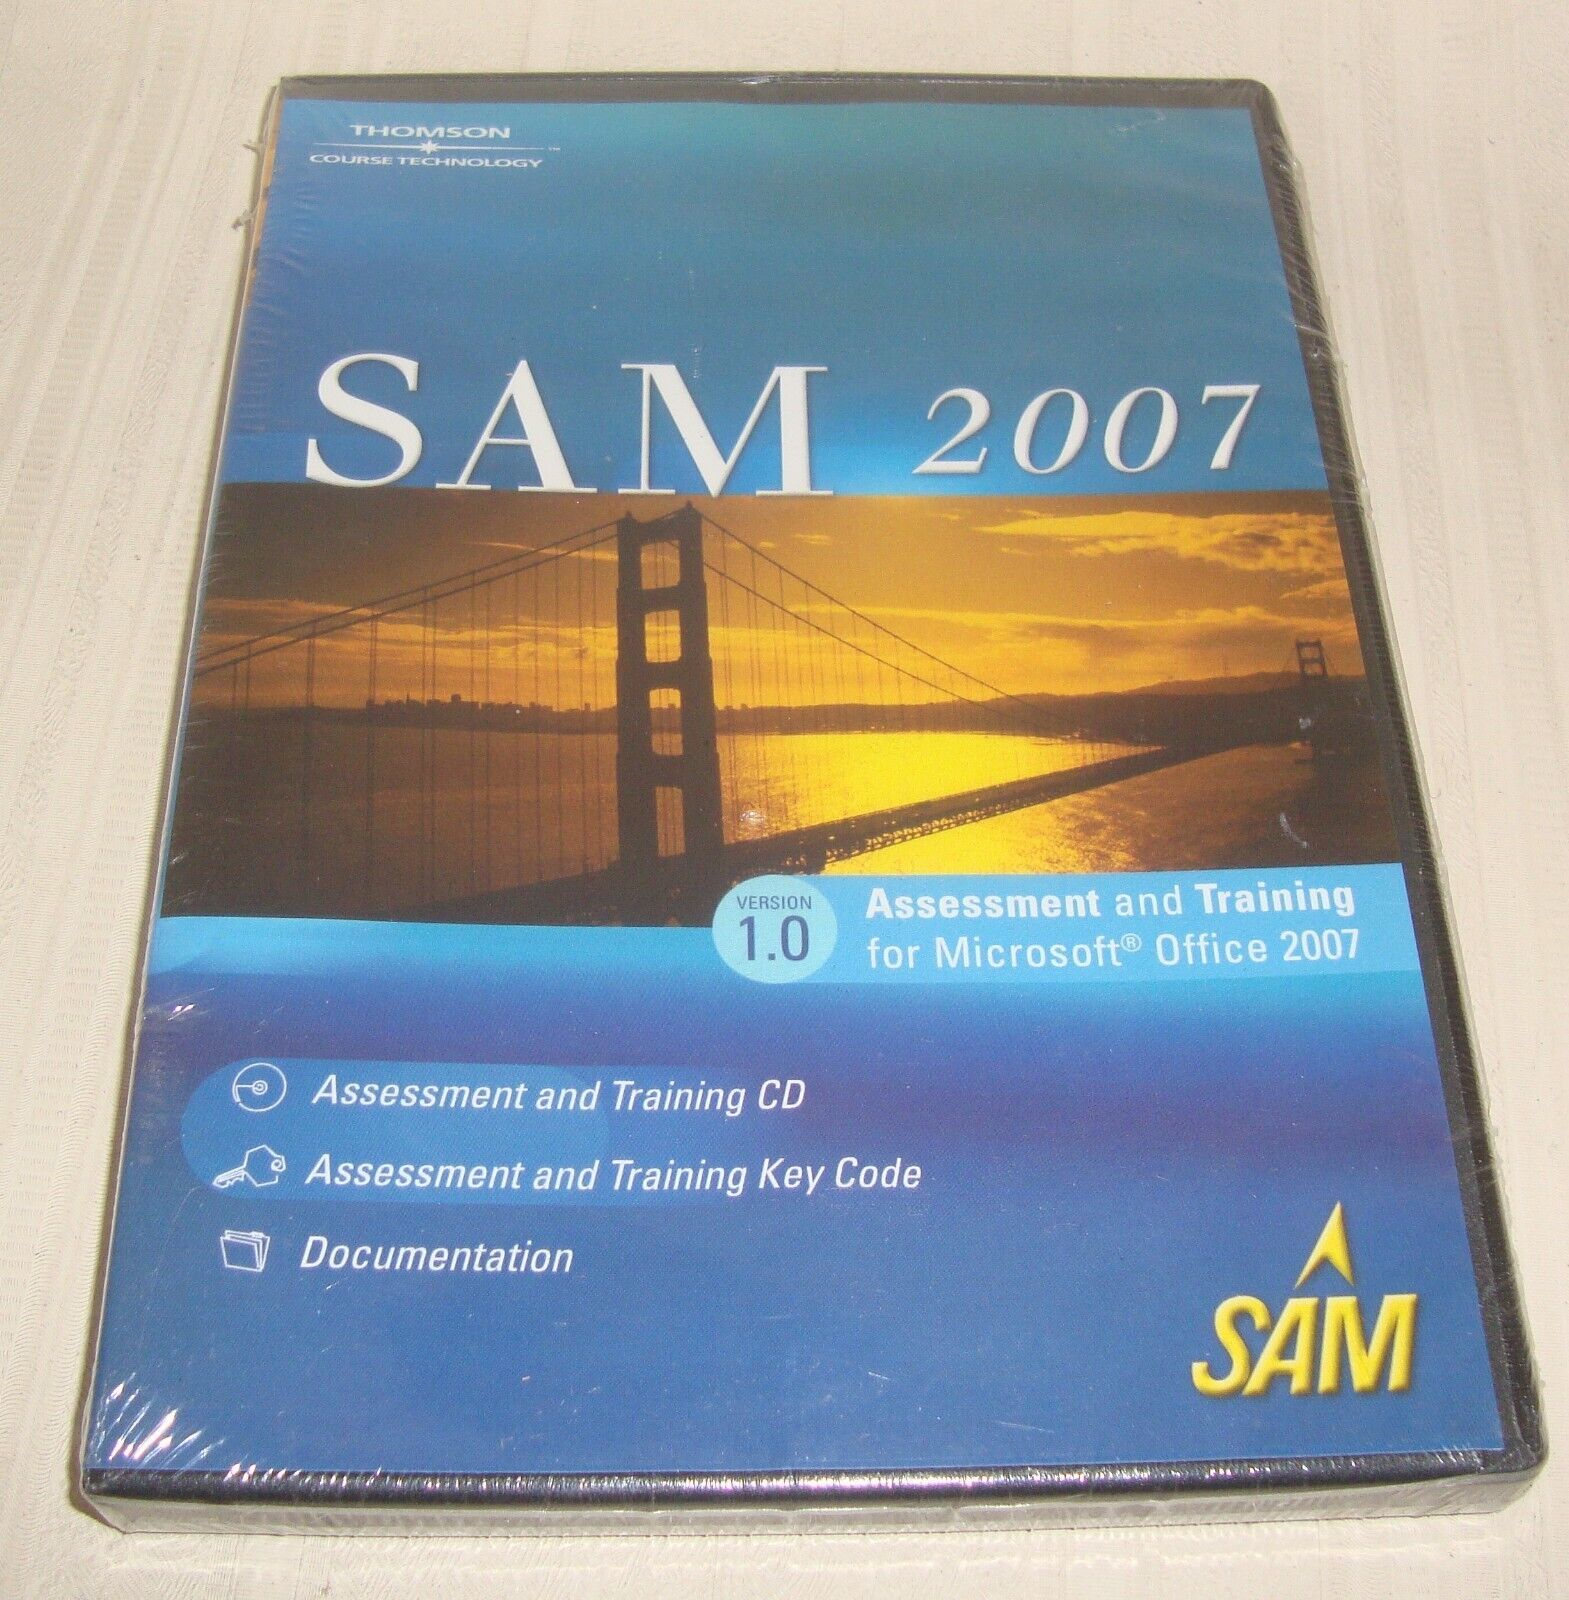 THOMSON
COURSE TECHNOLOGY™
SAM 2007
VERSION
1.0
Assessment and Training
for Microsoft® Office 2007
Assessment and Training CD
Assessment and Training Key Code
Documentation
SAM